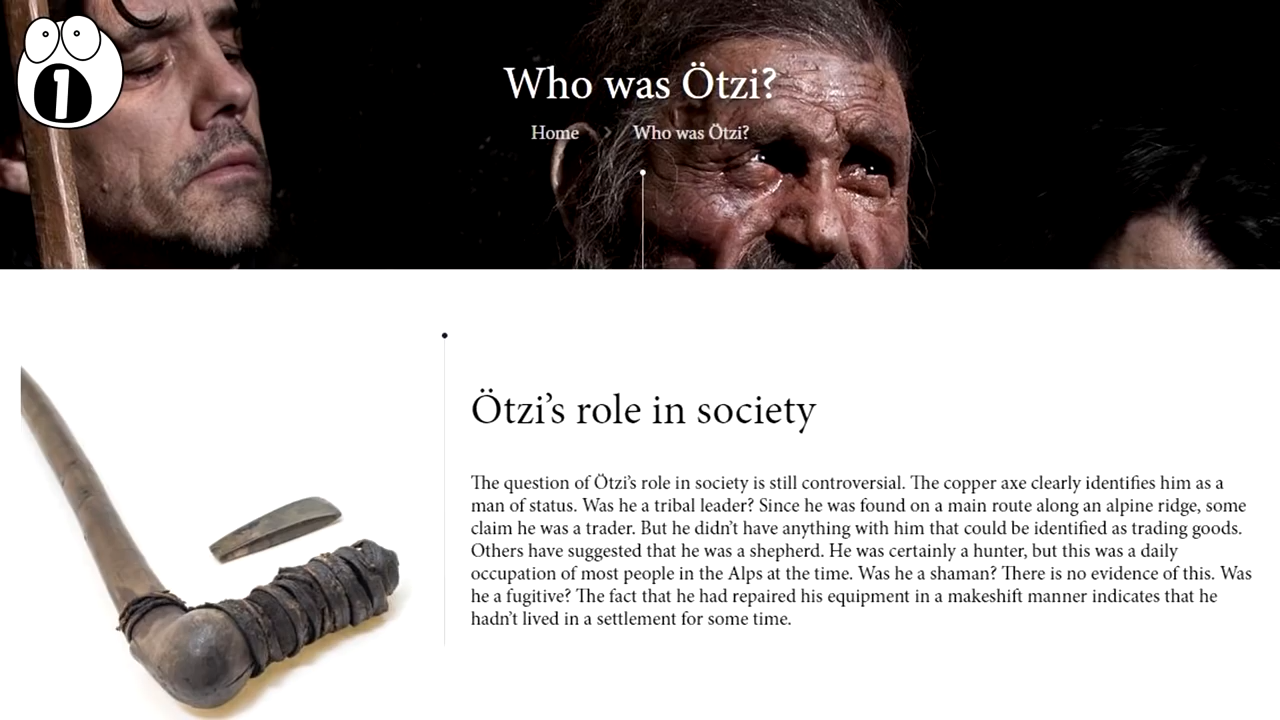 1
Who was Ötzi?
Home > Who was Ötzi?
Ötzi’s role in society
The question of Ötzi’s role in society is still controversial. The copper axe clearly identifies him as a
man of status. Was he a tribal leader? Since he was found on a main route along an alpine ridge, some
claim he was a trader. But he didn’t have anything with him that could be identified as trading goods.
Others have suggested that he was a shepherd. He was certainly a hunter, but this was a daily
occupation of most people in the Alps at the time. Was he a shaman? There is no evidence of this. Was
he a fugitive? The fact that he had repaired his equipment in a makeshift manner indicates that he
hadn’t lived in a settlement for some time.